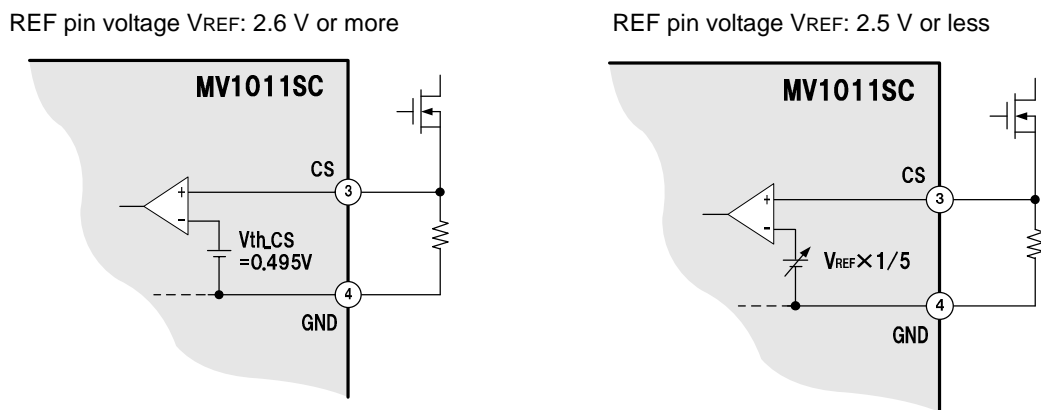 REF pin voltage VREF: 2.6 V or more
MV1011SC
CS
3
+
-
Vth_CS
=0.495V
4
GND
REF pin voltage VREF: 2.5 V or less
MV1011SC
CS
3
+
-
VREF×1/5
4
GND